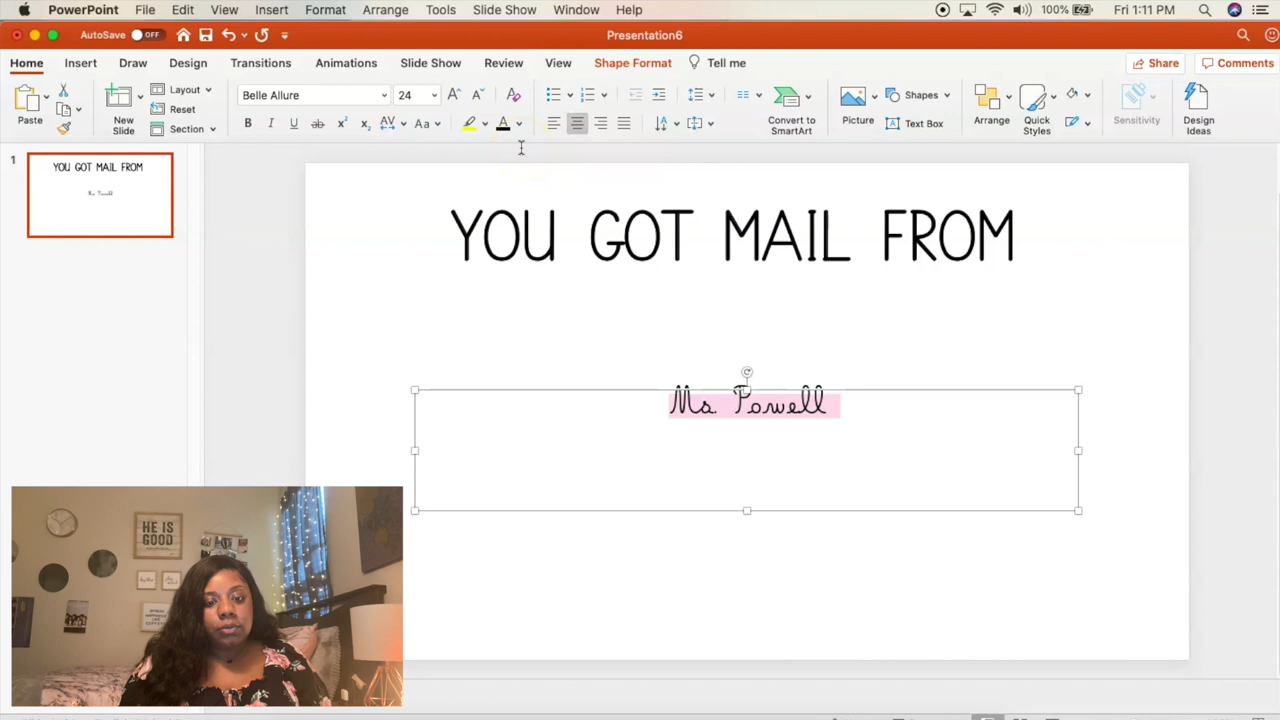 PowerPoint File Edit View Insert Format Arrange Tools Slide Show Window Help 100% Fri 1:11 PM
AutoSave OFF Presentation6
Home Insert Draw Design Transitions Animations Slide Show Review View Shape Format Tell me Share Comments
Paste New Slide Layout Reset Section Belle Allure 24 Convert to SmartArt Picture Shapes Text Box Arrange Quick Styles Sensitivity Design Ideas
1
YOU GOT MAIL FROM
Ms. Powell
YOU GOT MAIL FROM
Ms. Powell
HE IS
GOOD